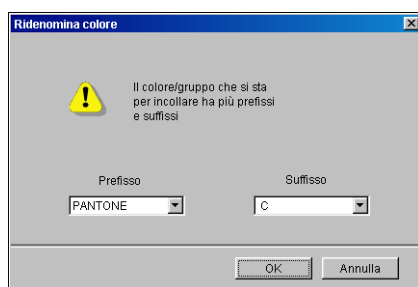 Ridenomina colore
Il colore/gruppo che si sta
per incollare ha più prefissi
e suffissi
Prefisso
Suffisso
PANTONE
C
OK
Annulla